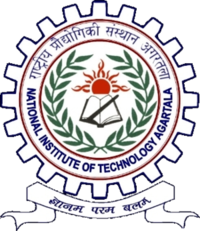 राष्ट्रीय प्रौद्योगिकी संस्थान अगरतला
NATIONAL INSTITUTE OF TECHNOLOGY AGARTALA
ज्ञानम परम बलम